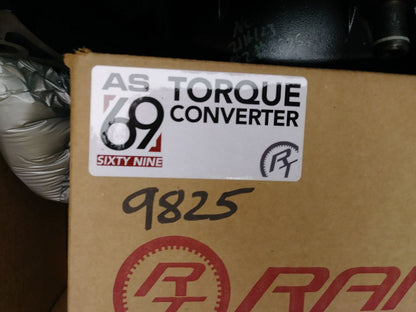 AS
69
SIXTY NINE
TORQUE
CONVERTER
RT
9825
RT